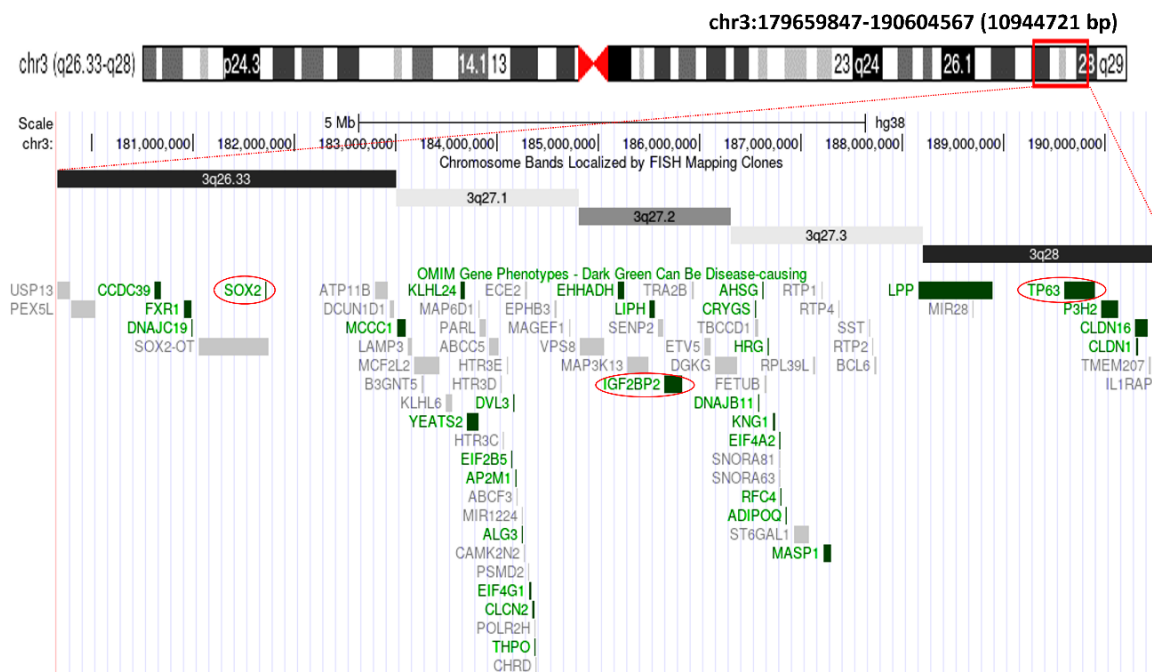 chr3:179659847-190604567 (10944721 bp)
chr3 (q26.33-q28) p24.3 14.1 13 23 q24 26.1 28 q29
Scale 5 Mb hg38
chr3: 181,000,000 182,000,000 183,000,000 184,000,000 185,000,000 186,000,000 187,000,000 188,000,000 189,000,000 190,000,000
Chromosome Bands Localized by FISH Mapping Clones
3q26.33
3q27.1
3q27.2
3q27.3
3q28
OMIM Gene Phenotypes - Dark Green Can Be Disease-causing
USP13 CCDC39 SOX2 ATP11B KLHL24 ECE2 EHHADH TRA2B AHSG RTP1 LPP TP63
PEX5L FXR1 DCUN1D1 MAP6D1 EPHB3 LIPH CRYGS RTP4 MIR28 P3H2
DNAJC19 MCCC1 PARL MAGEF1 SENP2 TBCCD1 SST CLDN16
SOX2-OT LAMP3 ABCC5 VPS8 ETV5 HRG RTP2 CLDN1
MCF2L2 HTR3E MAP3K13 DGKG RPL39L BCL6 TMEM207
B3GNT5 HTR3D IGF2BP2 FETUB IL1RAP
KLHL6 DVL3 DNAJB11
YEATS2 KNG1
HTR3C EIF4A2
EIF2B5 SNORA81
AP2M1 SNORA63
ABCF3 RFC4
MIR1224 ADIPOQ
ALG3 ST6GAL1
CAMK2N2 MASP1
PSMD2
EIF4G1
CLCN2
POLR2H
THPO
CHRD